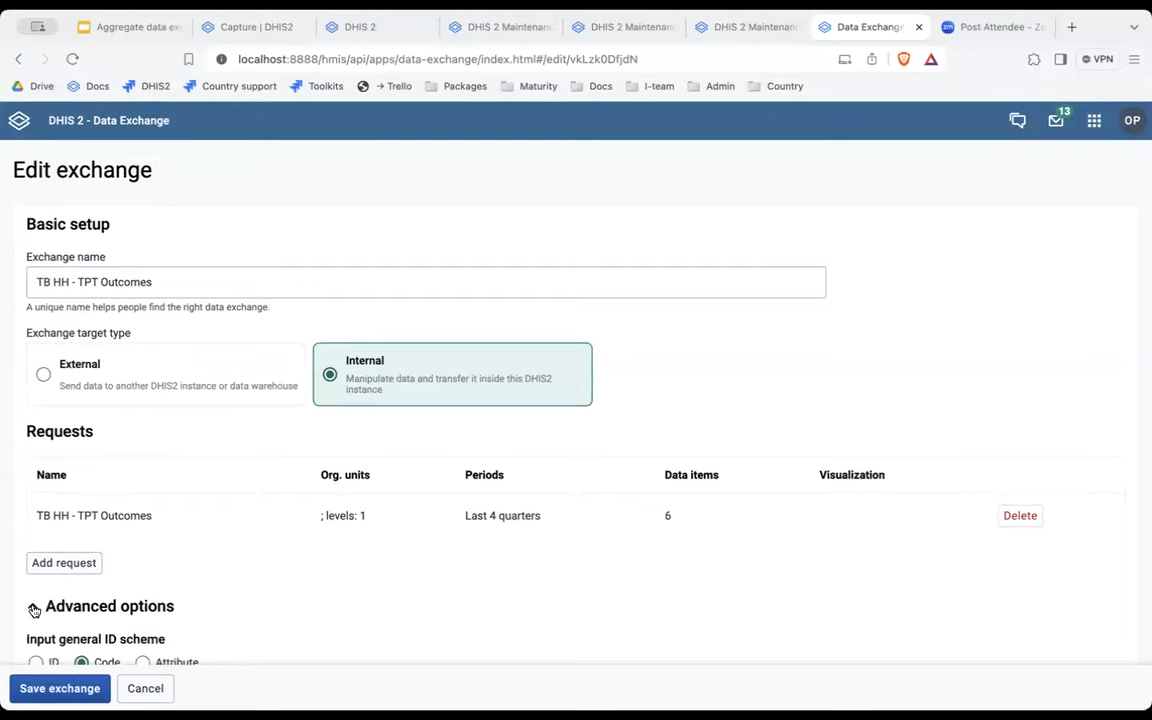 Aggregate data ex
Capture | DHIS2
DHIS 2
DHIS 2 Maintenanc
DHIS 2 Maintenanc
DHIS 2 Maintenanc
Data Exchange
Post Attendee – Zo
localhost:8888/hmis/api/apps/data-exchange/index.html#/edit/vkLzk0DfjdN
VPN
Drive
Docs
DHIS2
Country support
Toolkits
→ Trello
Packages
Maturity
Docs
I-team
Admin
Country
DHIS 2 - Data Exchange
13
OP
Edit exchange
Basic setup
Exchange name
TB HH - TPT Outcomes
A unique name helps people find the right data exchange.
Exchange target type
External
Send data to another DHIS2 instance or data warehouse
Internal
Manipulate data and transfer it inside this DHIS2
instance
Requests
Name Org. units Periods Data items Visualization
TB HH - TPT Outcomes ; levels: 1 Last 4 quarters 6 Delete
Add request
Advanced options
Input general ID scheme
ID Code Attribute
Save exchange Cancel